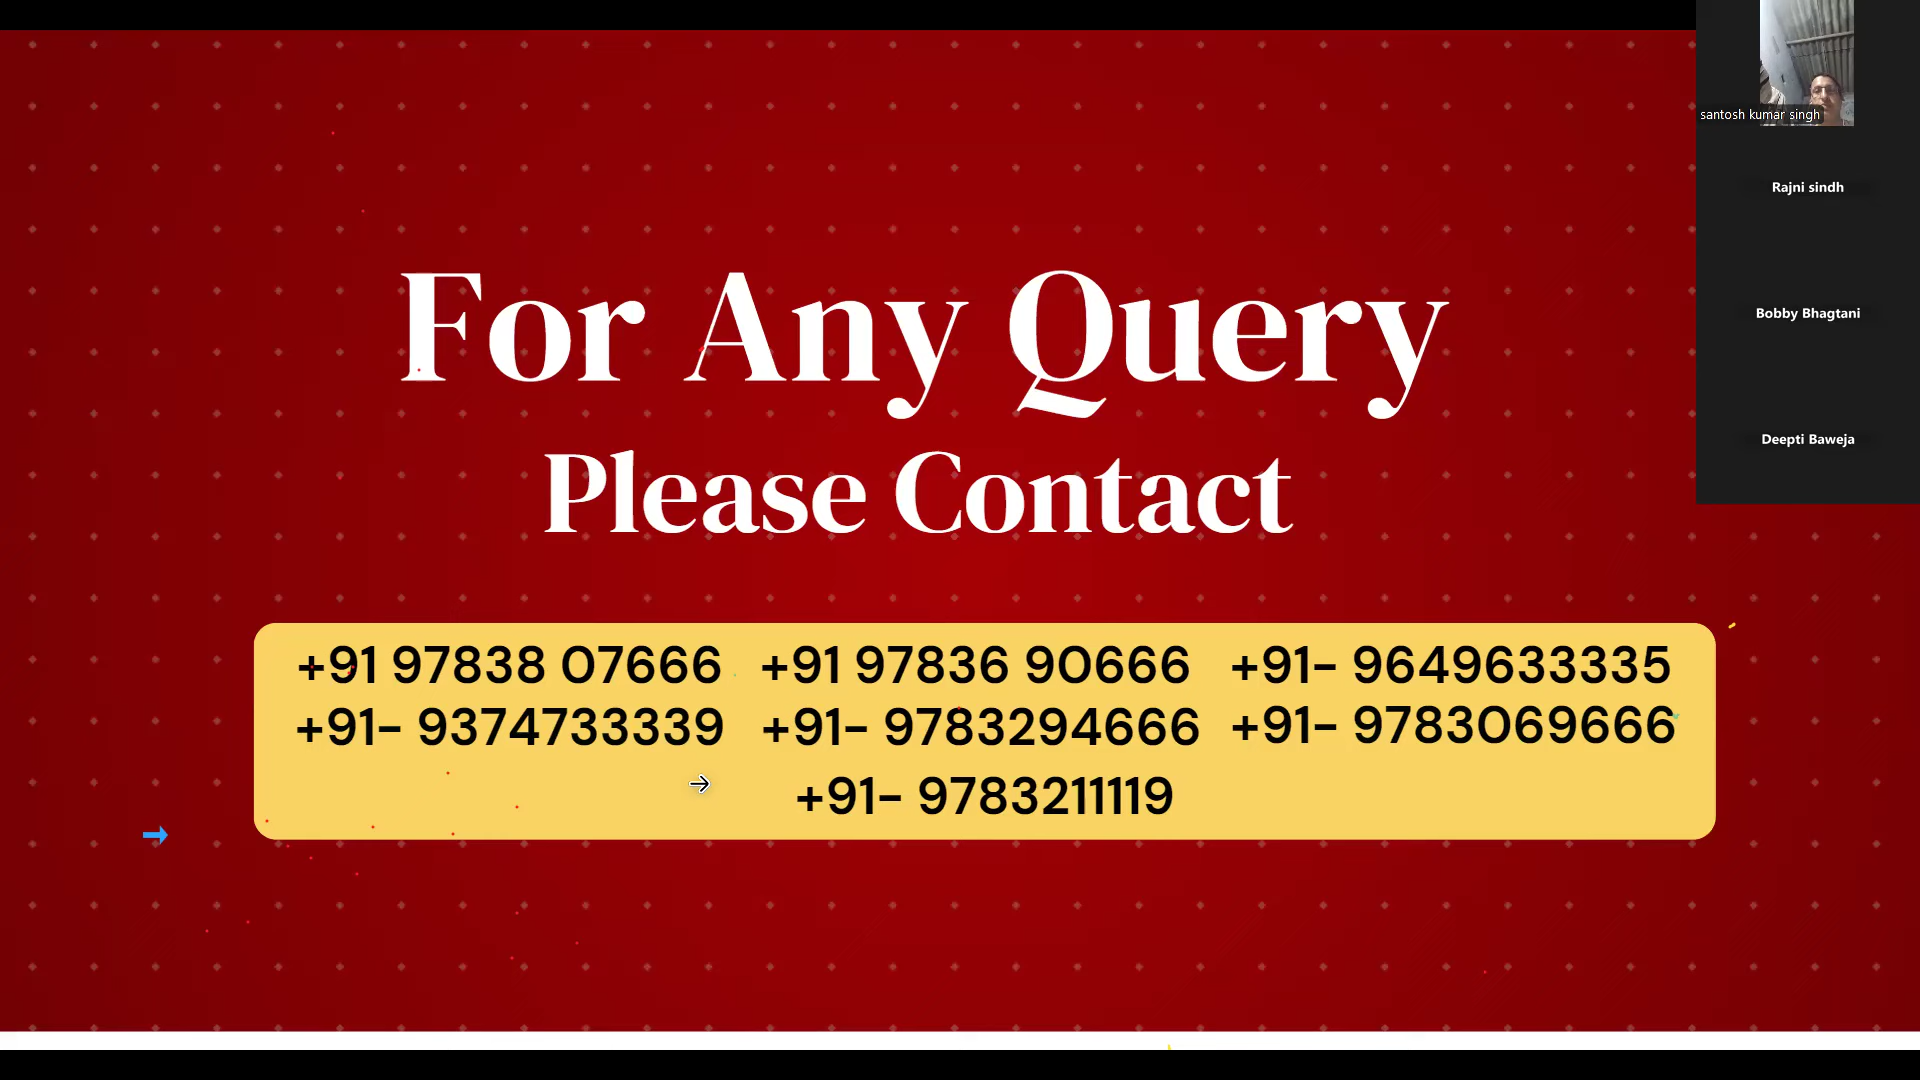 santosh kumar singh
Rajni sindh
Bobby Bhagtani
Deepti Baweja
For Any Query
Please Contact
+91 97838 07666 +91 97836 90666 +91- 9649633335
+91- 9374733339 +91- 9783294666 +91- 9783069666
+91- 9783211119